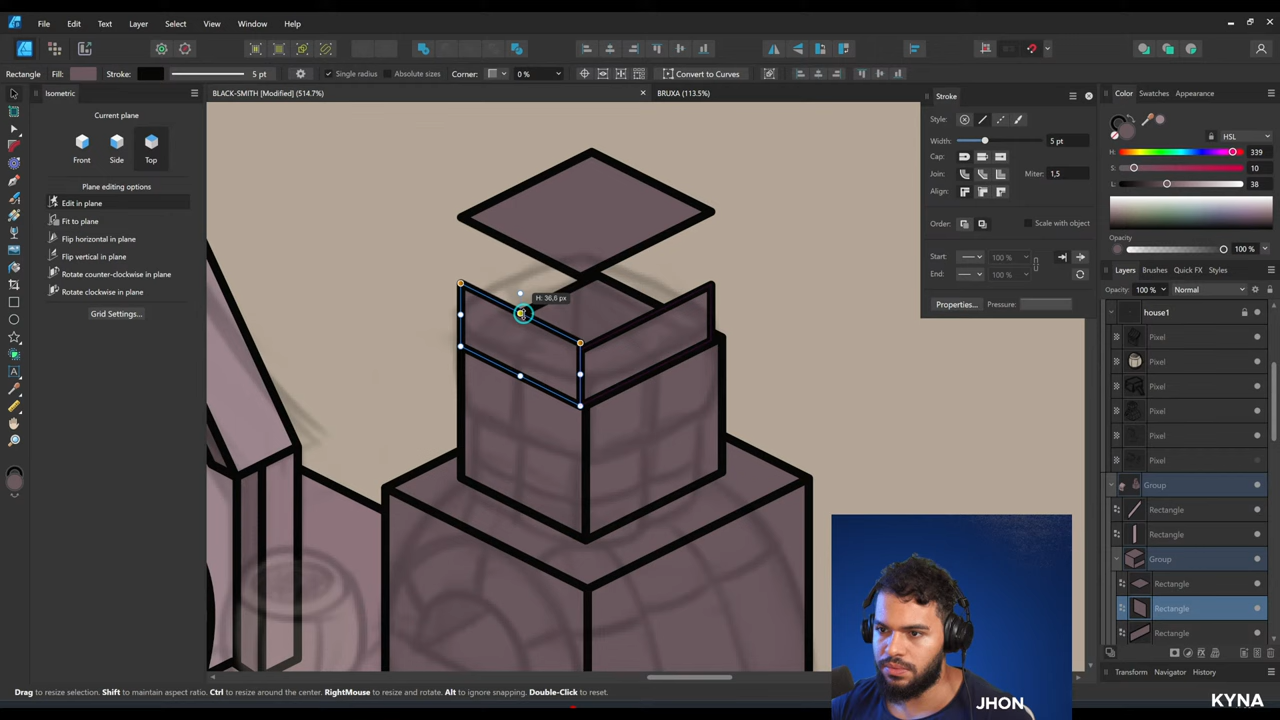 File Edit Text Layer Select View Window Help
Rectangle Fill: Stroke: 5 pt Single radius Absolute sizes Corner: 0 % Convert to Curves
Isometric
BLACK-SMITH [Modified] (514.7%)
BRUXA (113.5%)
Current plane
Front Side Top
Plane editing options
Edit in plane
Fit to plane
Flip horizontal in plane
Flip vertical in plane
Rotate counter-clockwise in plane
Rotate clockwise in plane
Grid Settings...
H: 36,6 px
Stroke
Style:
Width: 5 pt
Cap:
Join: Miter: 1,5
Align:
Order: Scale with object
Start: 100 %
End: 100 %
Properties... Pressure:
Color Swatches Appearance
HSL
H: 339
S: 10
L: 38
Opacity
100 %
Layers Brushes Quick FX Styles
Opacity: 100 % Normal
house1
Pixel
Pixel
Pixel
Pixel
Pixel
Pixel
Group
Rectangle
Rectangle
Group
Rectangle
Rectangle
Rectangle
Transform Navigator History
Drag to resize selection. Shift to maintain aspect ratio. Ctrl to resize around the center. RightMouse to resize and rotate. Alt to ignore snapping. Double-Click to reset.
JHON
KYNA